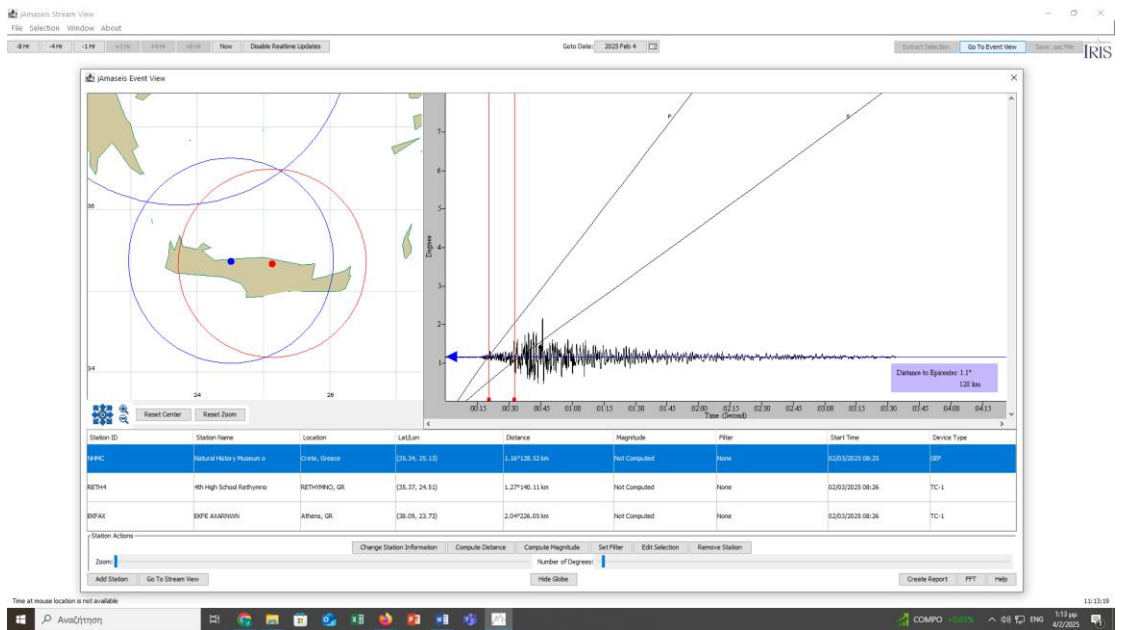 jAmaseis Stream View
File Selection Window About
-8 Hr -4 Hr -1 Hr +1 Hr +4 Hr +8 Hr Now Disable Realtime Updates Goto Date: 2025 Feb 4 Extract Selection Go To Event View Save .sac File IRIS
jAmaseis Event View
36
34
24
26
7-
6-
5-
4-
3-
2-
1-
Degrees
P
S
Distance to Epicenter: 1.1°
128 km
00:15 00:30 00:45 01:00 01:15 01:30 01:45 02:00 02:15 02:30 02:45 03:00 03:15 03:30 03:45 04:00 04:15
Time (Second)
Reset Center Reset Zoom
Station ID Station Name Location Lat/Lon Distance Magnitude Filter Start Time Device Type
NHMC Natural History Museum o Crete, Greece (35.34, 25.13) 1.16°128.52 km Not Computed None 02/03/2025 08:25 SEP
RETH4 4th High School Rethymno RETHYMNO, GR (35.37, 24.51) 1.27°140.11 km Not Computed None 02/03/2025 08:26 TC-1
EKFAX EKFE AXARNWN Athens, GR (38.09, 23.73) 2.04°226.05 km Not Computed None 02/03/2025 08:26 TC-1
Station Actions
Change Station Information Compute Distance Compute Magnitude Set Filter Edit Selection Remove Station
Zoom: Number of Degrees:
Add Station Go To Stream View Hide Globe Create Report FFT Help
Time at mouse location is not available 11:13:19
Αναζήτηση COMPO +0.63% ENG 1:13 μμ
4/2/2025